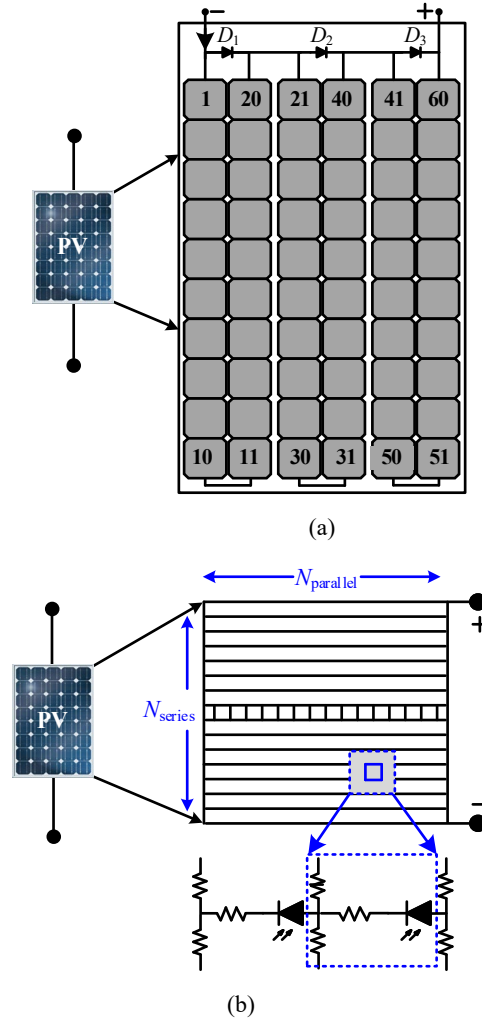 − +
D1 D2 D3
1 20 21 40 41 60
PV
10 11 30 31 50 51
(a)
Nparallel
+
PV
Nseries
−
(b)